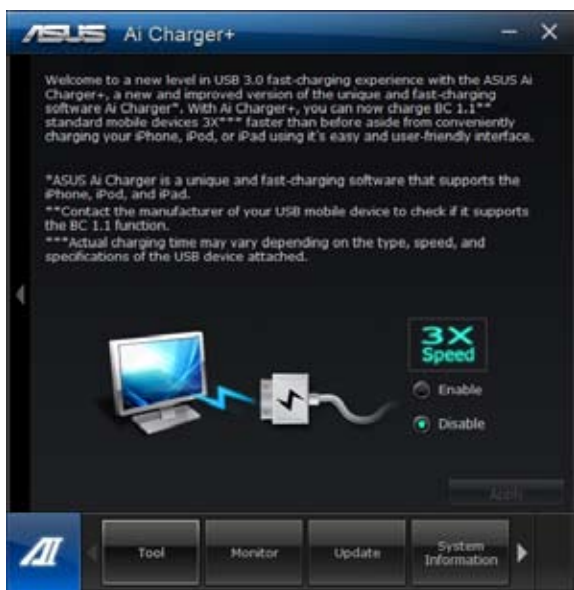 ASUS Ai Charger+
Welcome to a new level in USB 3.0 fast-charging experience with the ASUS Ai
Charger+, a new and improved version of the unique and fast-charging
software Ai Charger*. With Ai Charger+, you can now charge BC 1.1**
standard mobile devices 3X*** faster than before aside from conveniently
charging your iPhone, iPod, or iPad using it's easy and user-friendly interface.
*ASUS Ai Charger is a unique and fast-charging software that supports the
iPhone, iPod, and iPad.
**Contact the manufacturer of your USB mobile device to check if it supports
the BC 1.1 function.
***Actual charging time may vary depending on the type, speed, and
specifications of the USB device attached.
3X
Speed
Enable
Disable
Apply
AI
Tool
Monitor
Update
System
Information